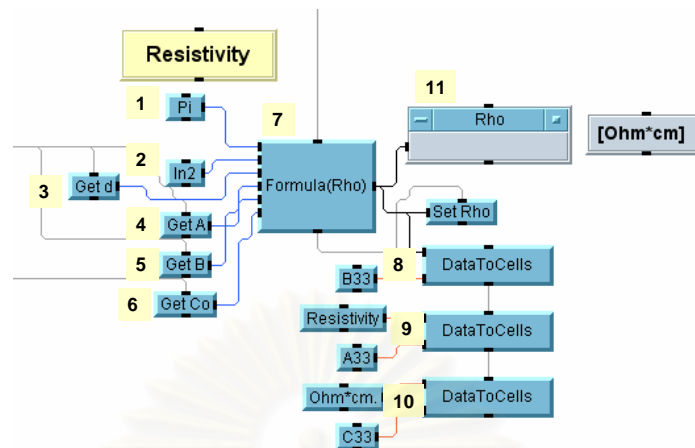 Resistivity
11
1
Pi
7
Rho
[Ohm*cm]
2
In2
3
Get d
Formula(Rho)
4
Get A
Set Rho
5
Get B
8
DataToCells
B33
6
Get Co
Resistivity
9
DataToCells
A33
Ohm*cm.
10
DataToCells
C33